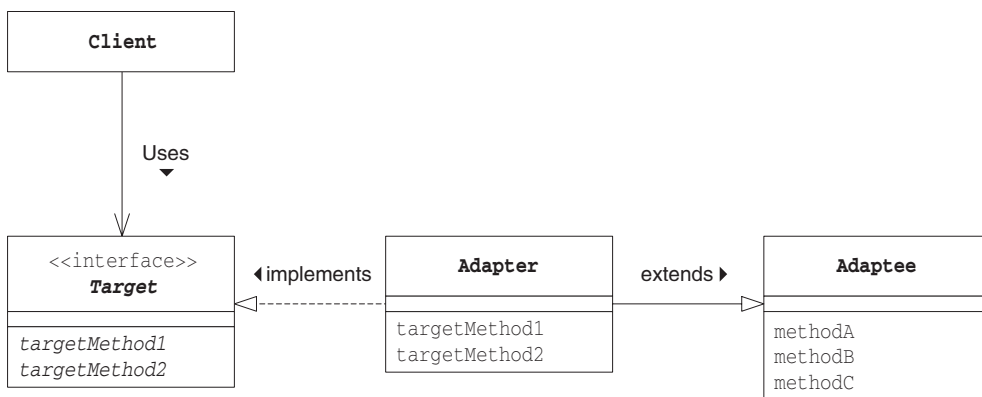 Client
Uses
<<interface>>
Target
targetMethod1
targetMethod2
implements
Adapter
targetMethod1
targetMethod2
extends
Adaptee
methodA
methodB
methodC